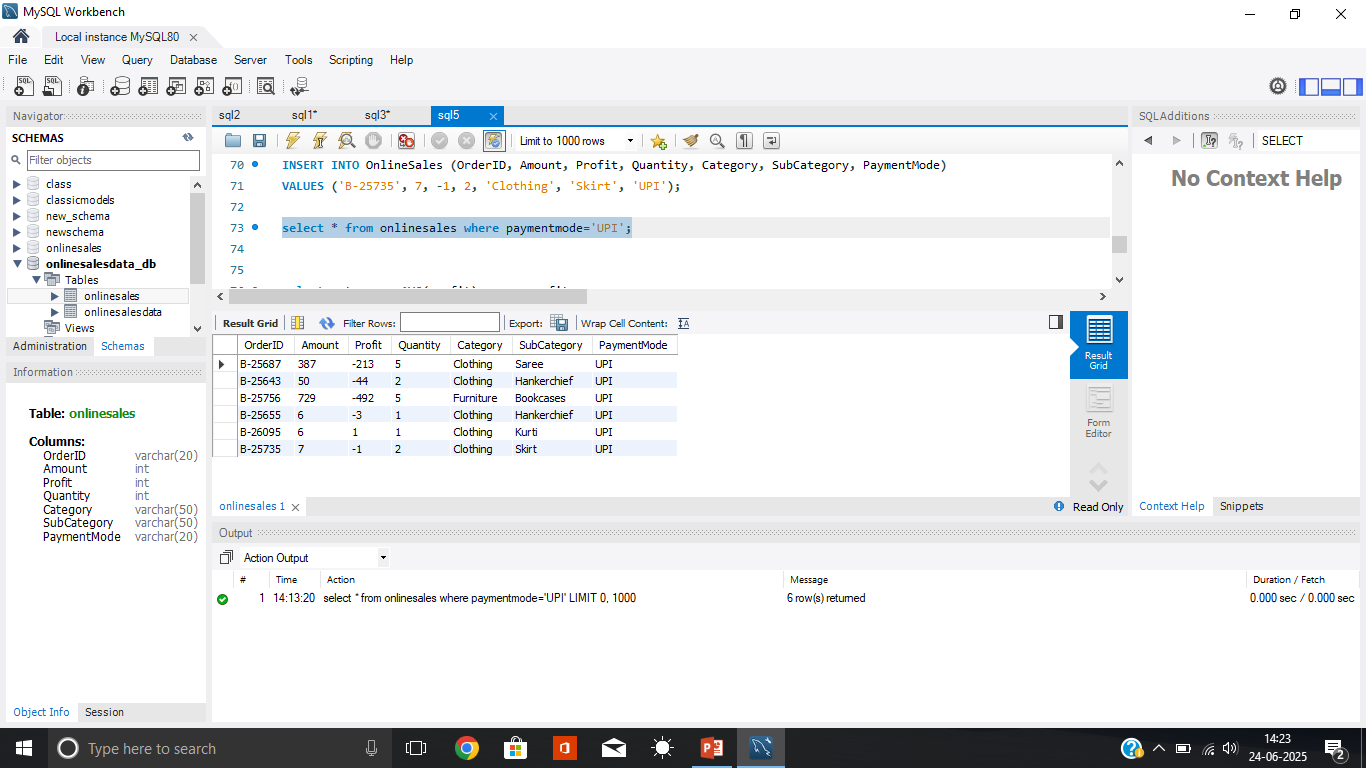 MySQL Workbench
Local instance MySQL80
File Edit View Query Database Server Tools Scripting Help
Navigator
SCHEMAS
Filter objects
class
classicmodels
new_schema
newschema
onlinesales
onlinesalesdata_db
Tables
onlinesales
onlinesalesdata
Views
Administration Schemas
Information
Table: onlinesales
Columns:
OrderID varchar(20)
Amount int
Profit int
Quantity int
Category varchar(50)
SubCategory varchar(50)
PaymentMode varchar(20)
Object Info Session
sql2 sql1* sql3* sql5
Limit to 1000 rows
70 INSERT INTO OnlineSales (OrderID, Amount, Profit, Quantity, Category, SubCategory, PaymentMode)
71 VALUES ('B-25735', 7, -1, 2, 'Clothing', 'Skirt', 'UPI');
72
73 select * from onlinesales where paymentmode='UPI';
74
75
Result Grid Filter Rows: Export: Wrap Cell Content:
OrderID Amount Profit Quantity Category SubCategory PaymentMode
B-25687 387 -213 5 Clothing Saree UPI
B-25643 50 -44 2 Clothing Hankerchief UPI
B-25756 729 -492 5 Furniture Bookcases UPI
B-25655 6 -3 1 Clothing Hankerchief UPI
B-26095 6 1 1 Clothing Kurti UPI
B-25735 7 -1 2 Clothing Skirt UPI
Result
Grid
Form
Editor
onlinesales 1
Read Only
Output
Action Output
# Time Action Message Duration / Fetch
1 14:13:20 select * from onlinesales where paymentmode='UPI' LIMIT 0, 1000 6 row(s) returned 0.000 sec / 0.000 sec
SQLAdditions
SELECT
No Context Help
Context Help Snippets
Type here to search
14:23
24-06-2025
2